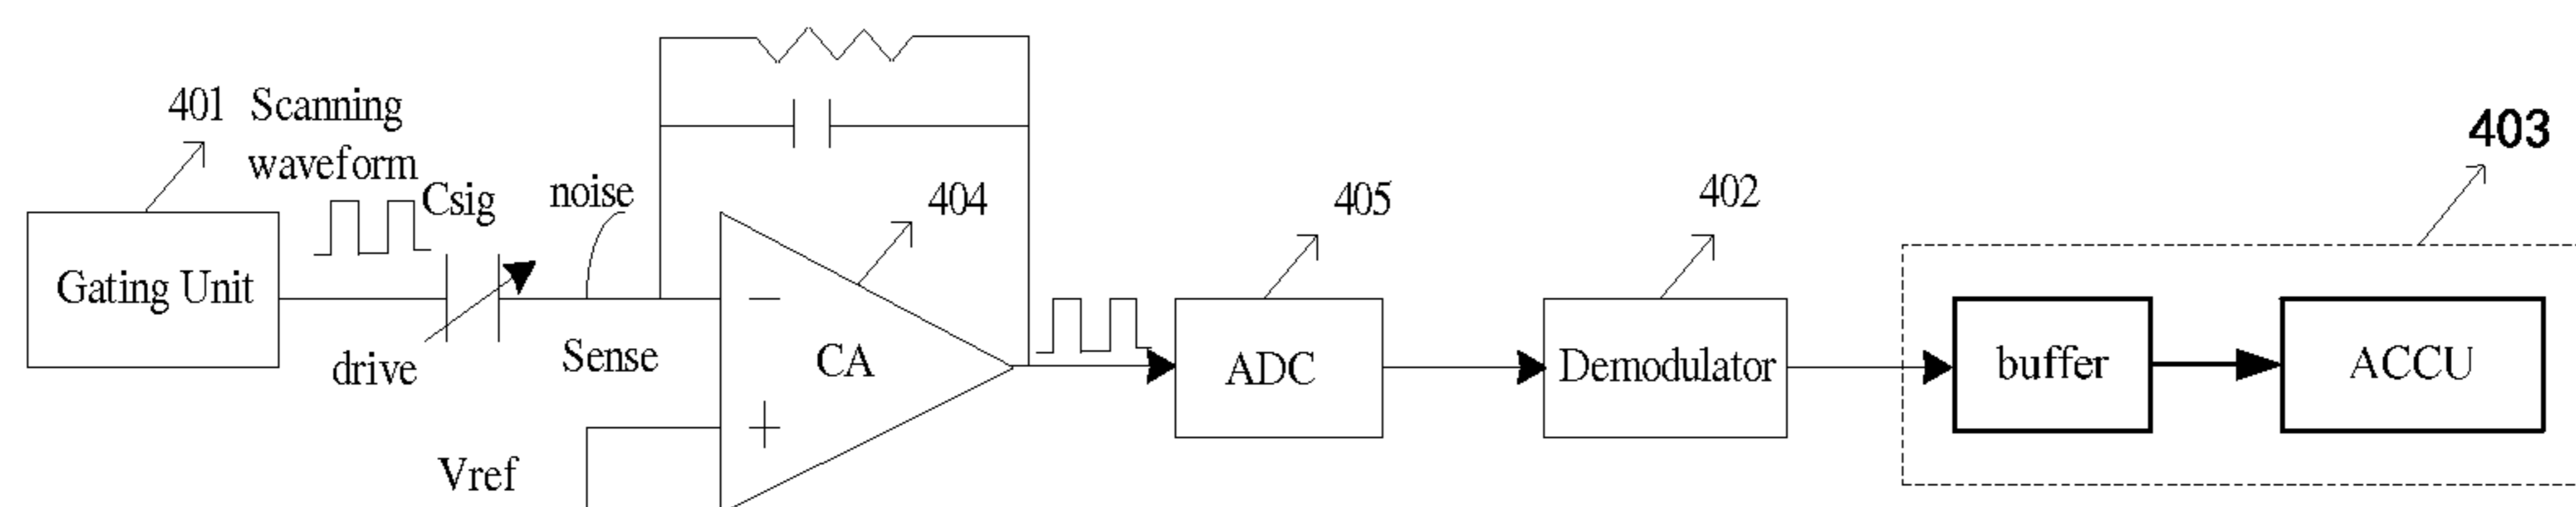 401 Scanning
waveform
Csig
noise
404
405
402
403
Gating Unit
drive
Sense
−
CA
+
Vref
ADC
Demodulator
buffer
ACCU